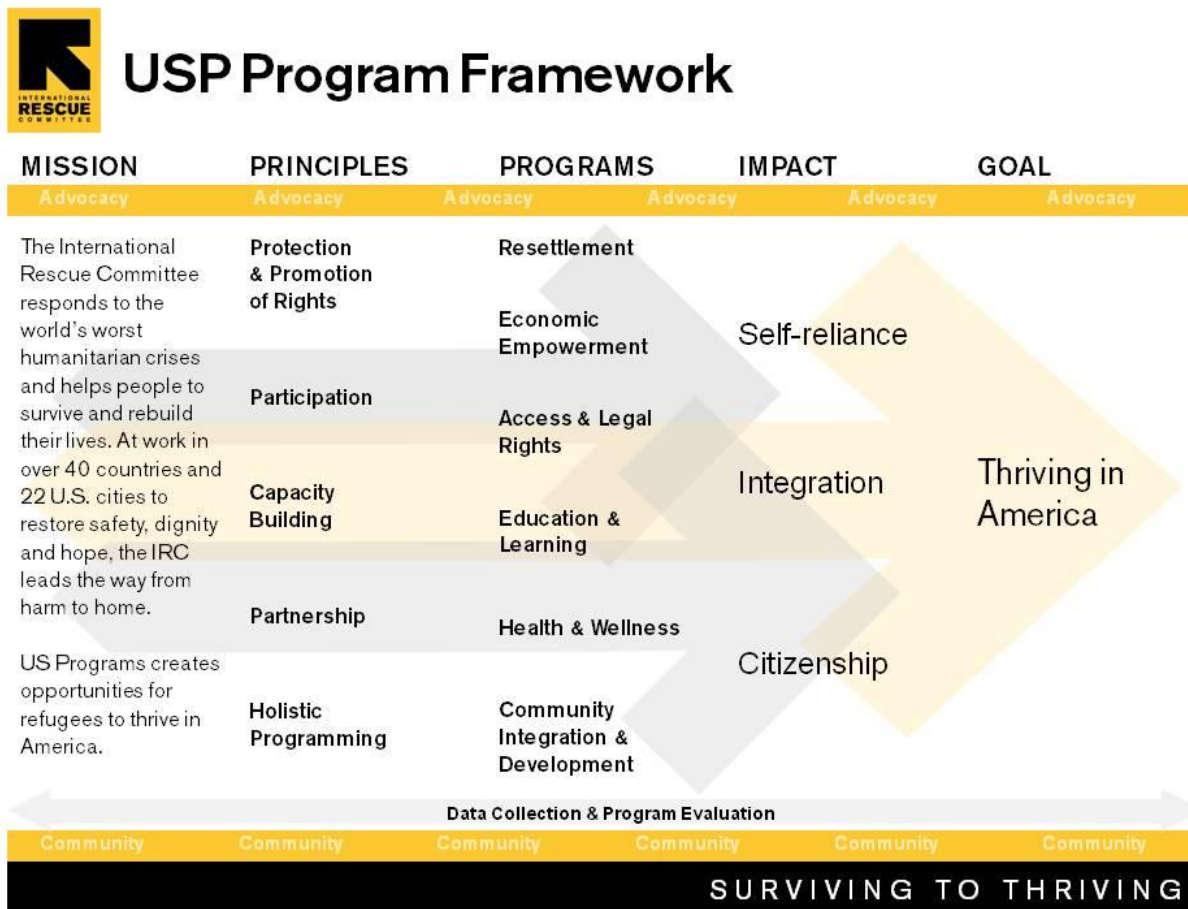 INTERNATIONAL
RESCUE
COMMITTEE
USP Program Framework
MISSION PRINCIPLES PROGRAMS IMPACT GOAL
Advocacy Advocacy Advocacy Advocacy Advocacy Advocacy
The International
Rescue Committee
responds to the
world's worst
humanitarian crises
and helps people to
survive and rebuild
their lives. At work in
over 40 countries and
22 U.S. cities to
restore safety, dignity
and hope, the IRC
leads the way from
harm to home.
US Programs creates
opportunities for
refugees to thrive in
America.
Protection
& Promotion
of Rights
Participation
Capacity
Building
Partnership
Holistic
Programming
Resettlement
Economic
Empowerment
Access & Legal
Rights
Education &
Learning
Health & Wellness
Community
Integration &
Development
Self-reliance
Integration
Citizenship
Thriving in
America
Data Collection & Program Evaluation
Community Community Community Community Community Community
SURVIVING TO THRIVING